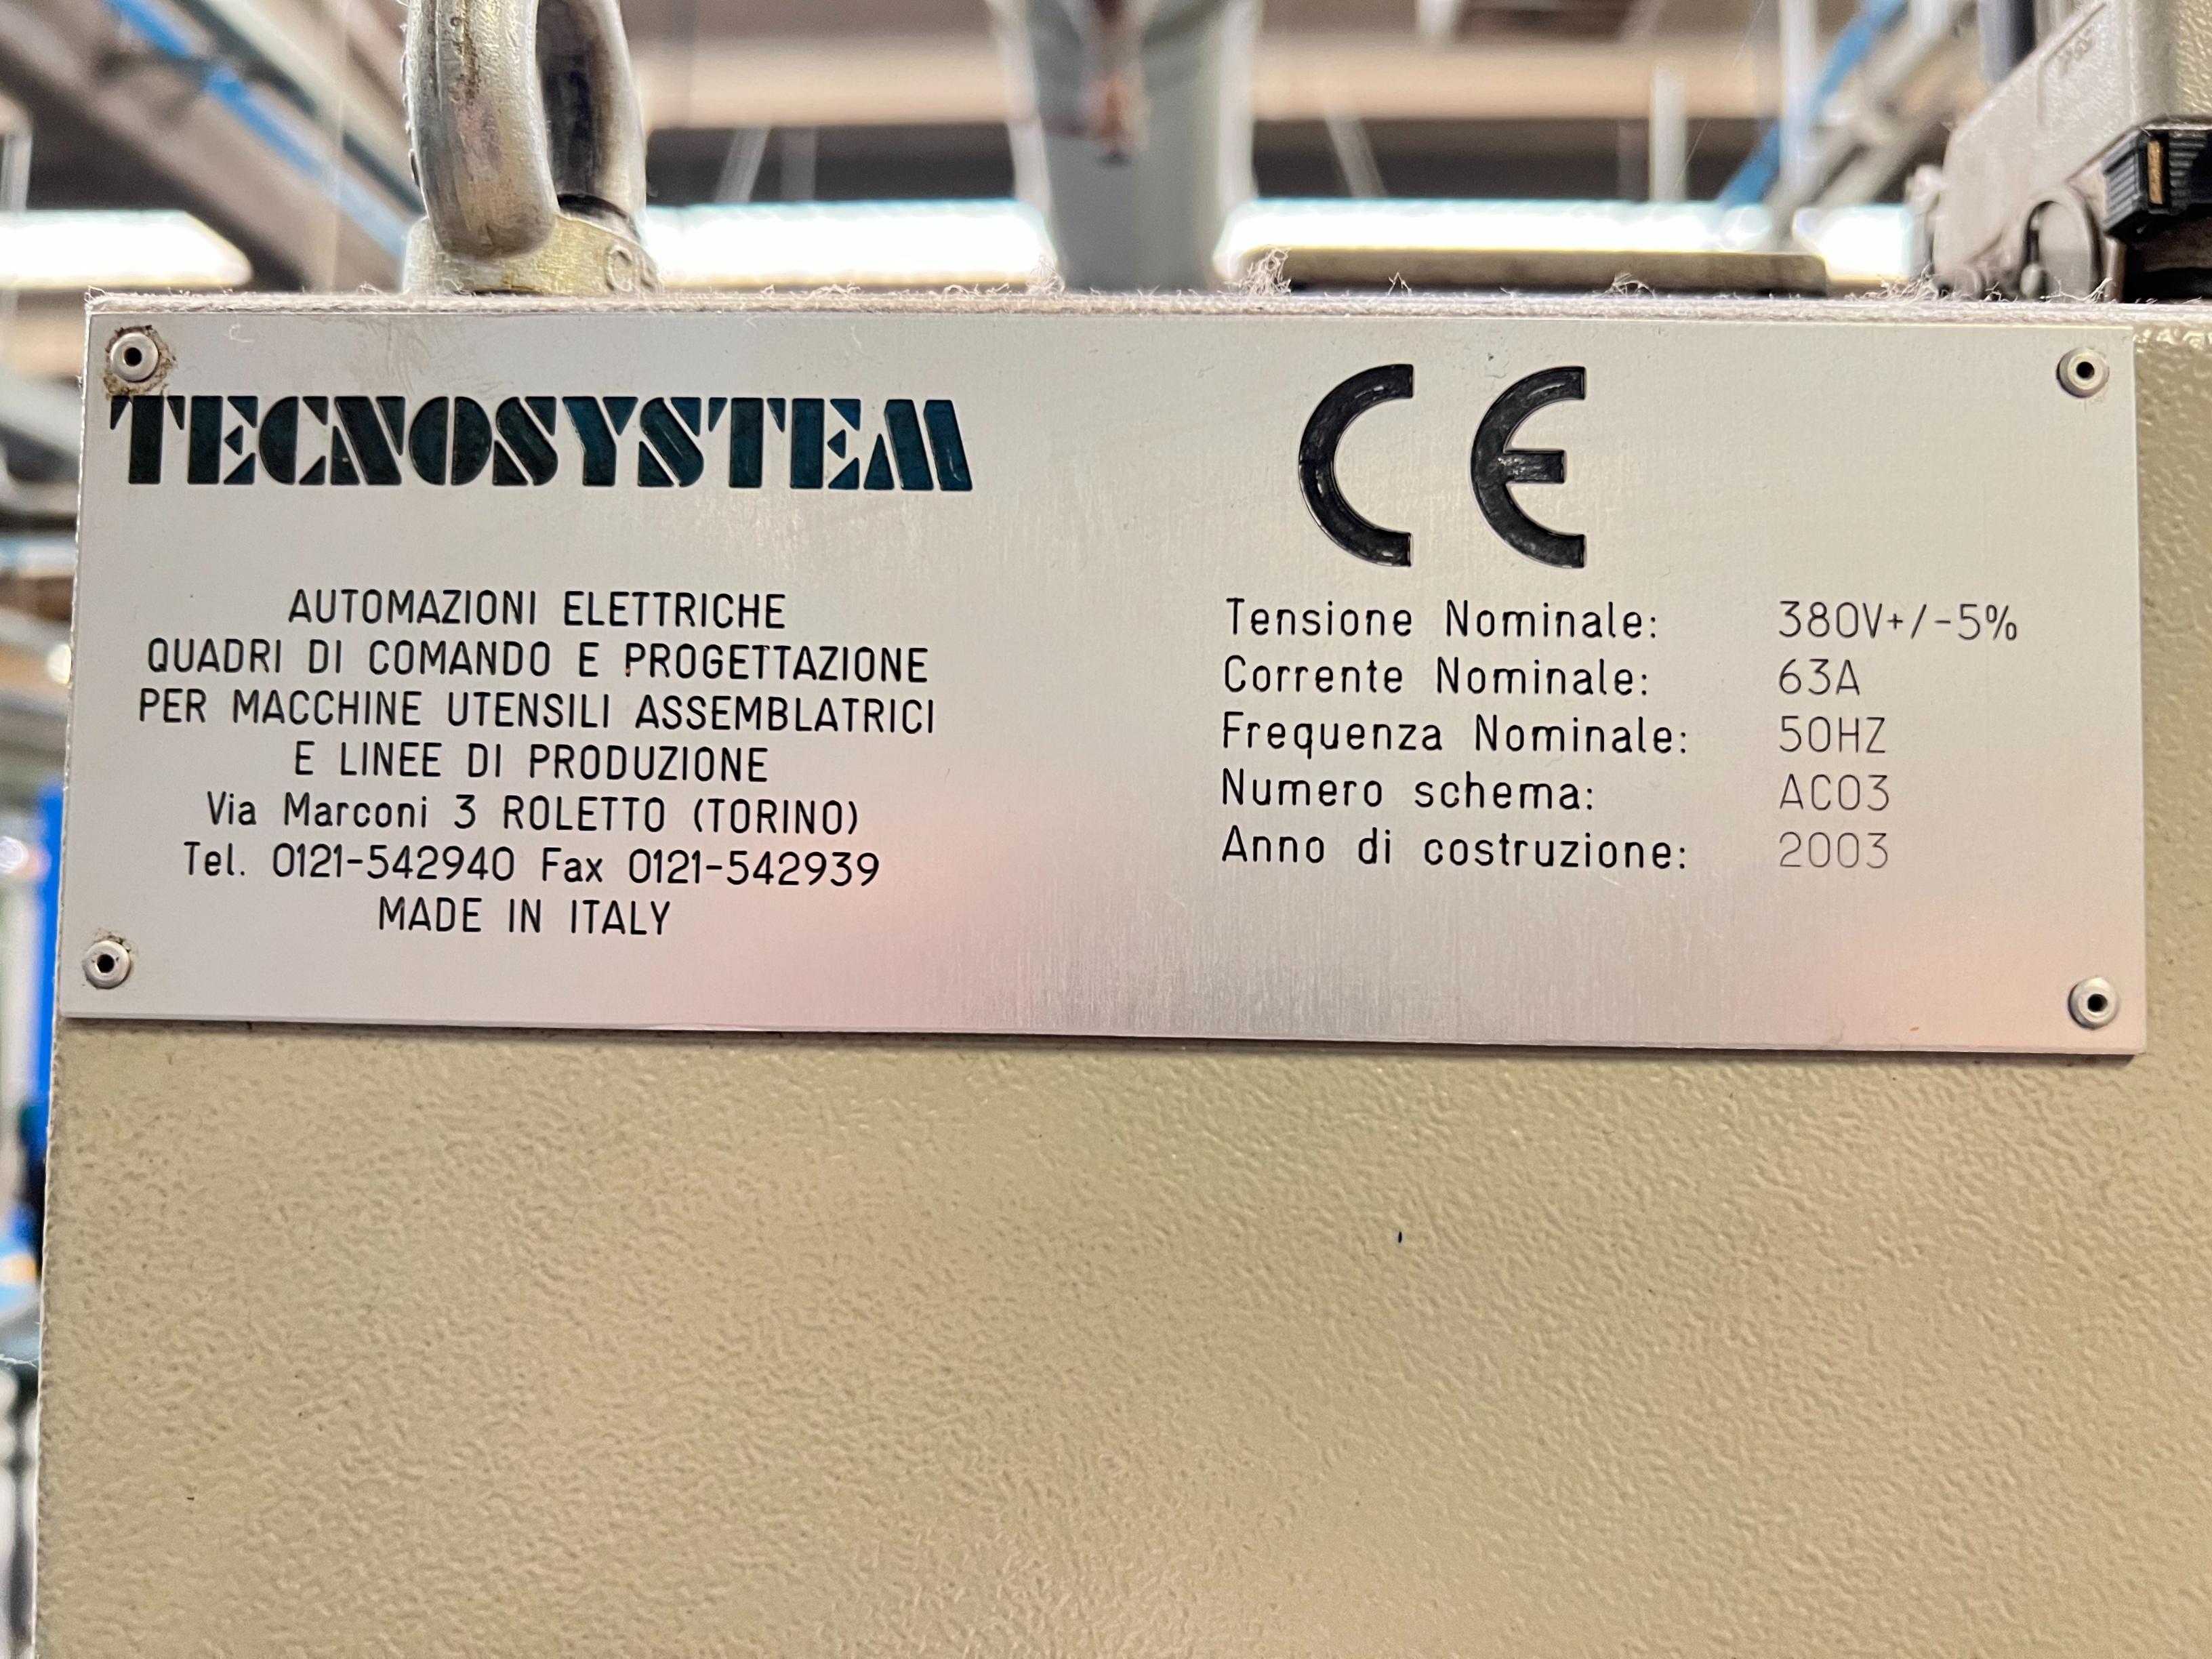 TECNOSYSTEM
AUTOMAZIONI ELETTRICHE
QUADRI DI COMANDO E PROGETTAZIONE
PER MACCHINE UTENSILI ASSEMBLATRICI
E LINEE DI PRODUZIONE
Via Marconi 3 ROLETTO (TORINO)
Tel. 0121-542940 Fax 0121-542939
MADE IN ITALY
CE
Tensione Nominale: 380V+/-5%
Corrente Nominale: 63A
Frequenza Nominale: 50HZ
Numero schema: AC03
Anno di costruzione: 2003